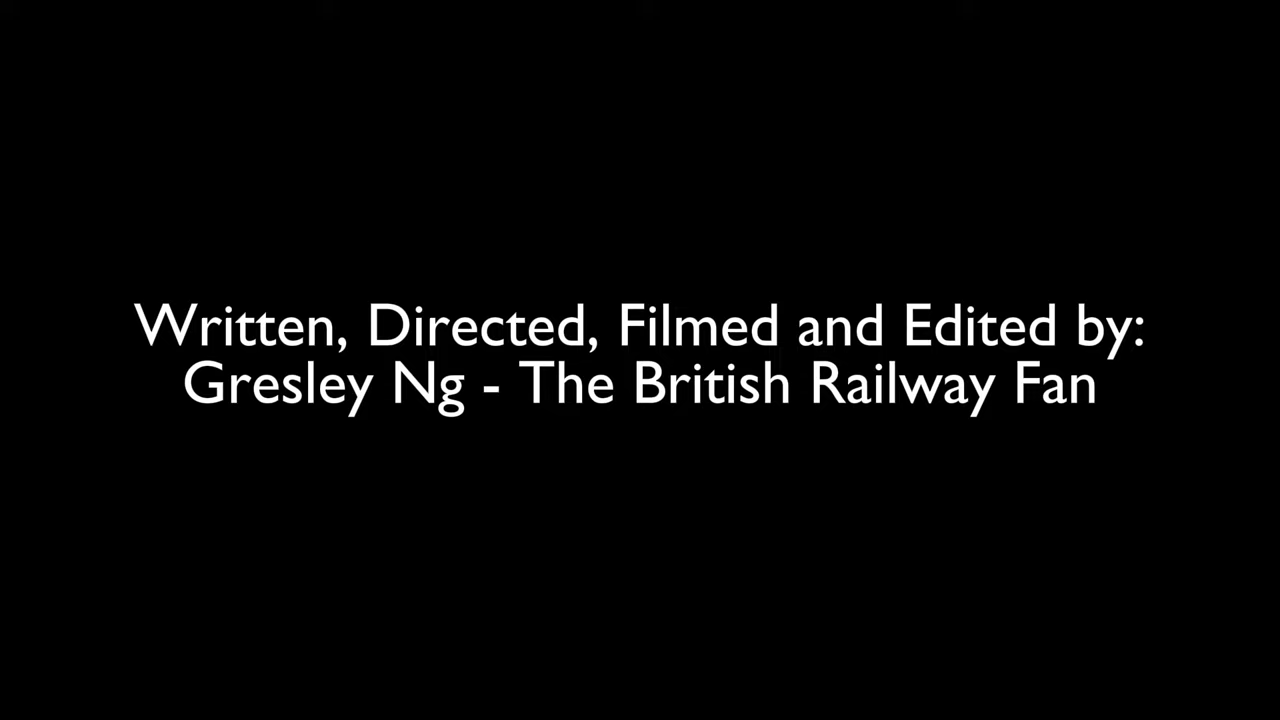 Written, Directed, Filmed and Edited by:
Gresley Ng - The British Railway Fan